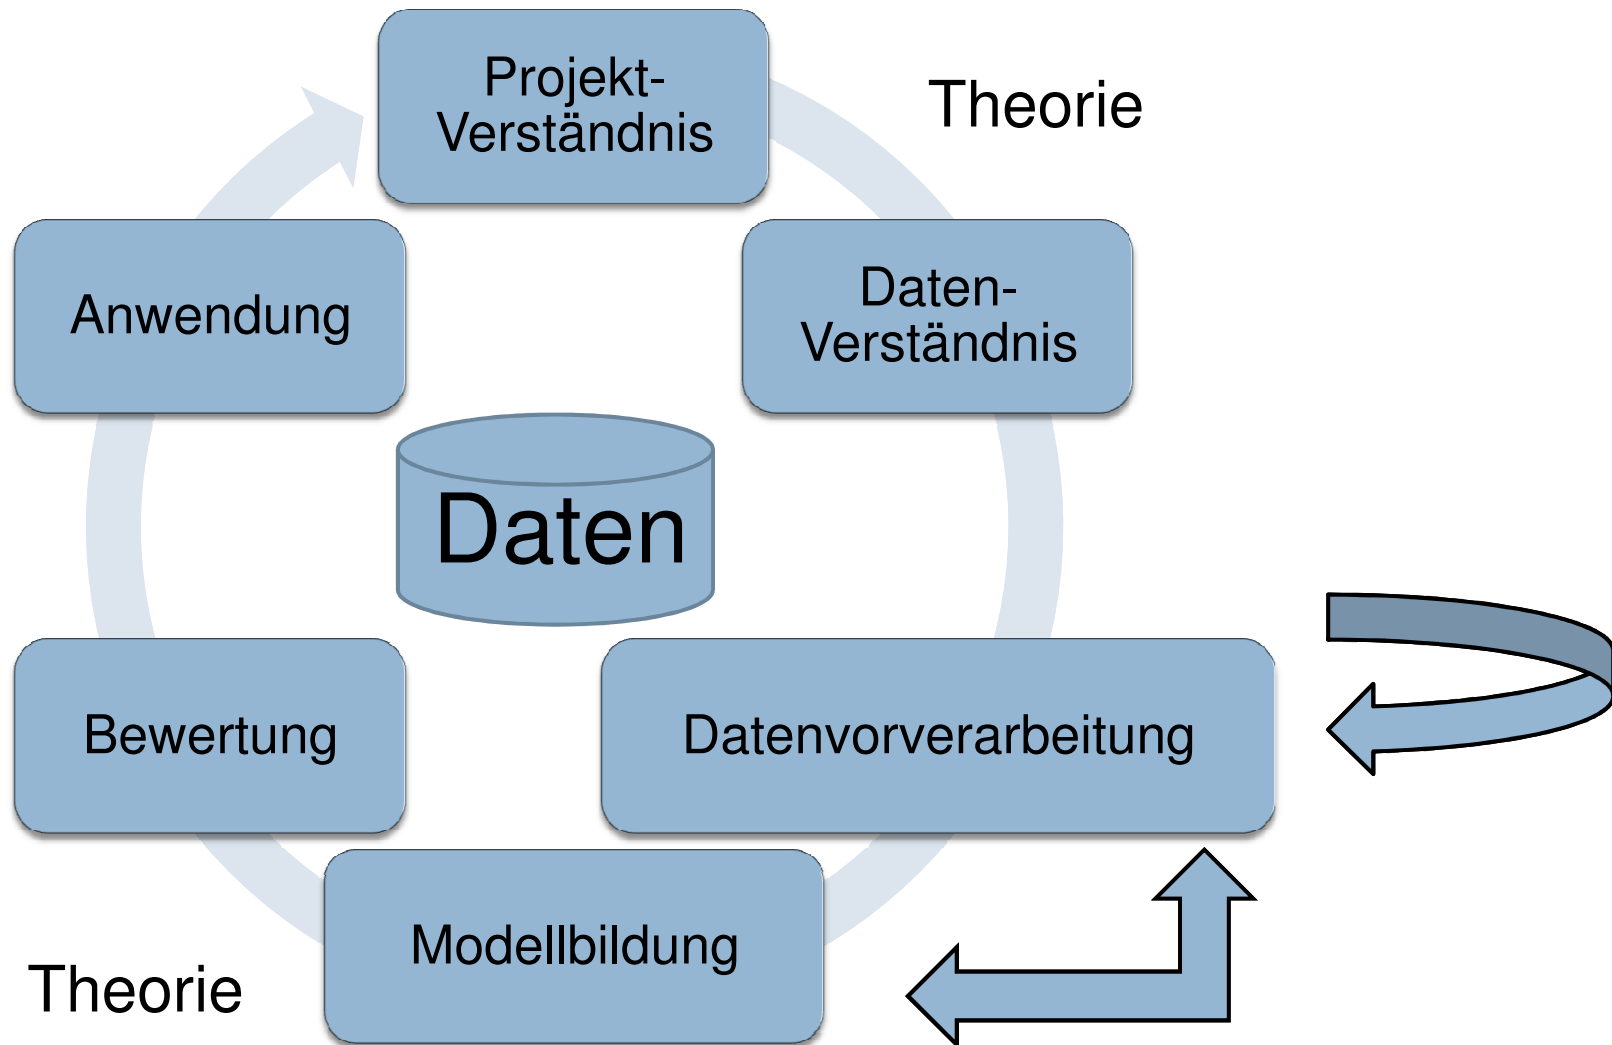 Projekt-
Verständnis
Theorie
Anwendung
Daten-
Verständnis
Daten
Bewertung
Datenvorverarbeitung
Modellbildung
Theorie